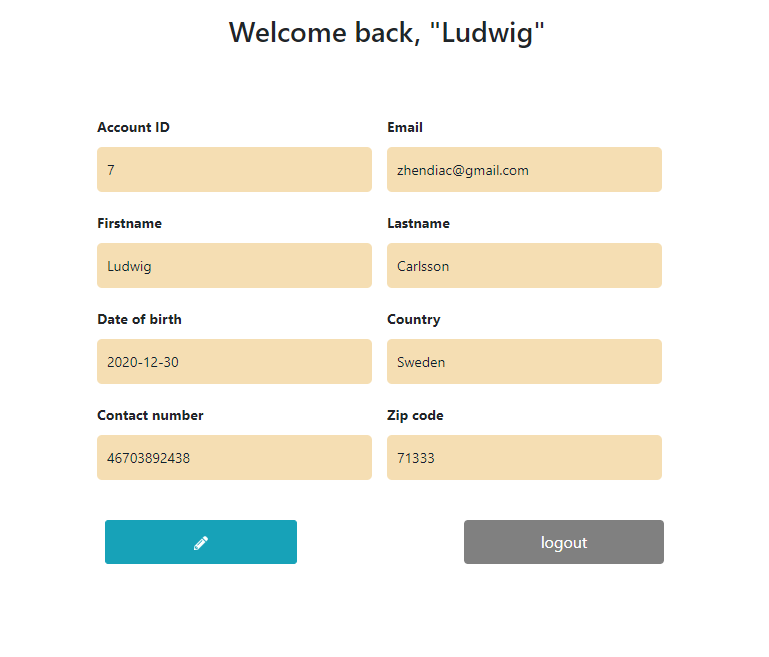 Welcome back, "Ludwig"
Account ID
Email
7
zhendiac@gmail.com
Firstname
Lastname
Ludwig
Carlsson
Date of birth
Country
2020-12-30
Sweden
Contact number
Zip code
46703892438
71333
logout